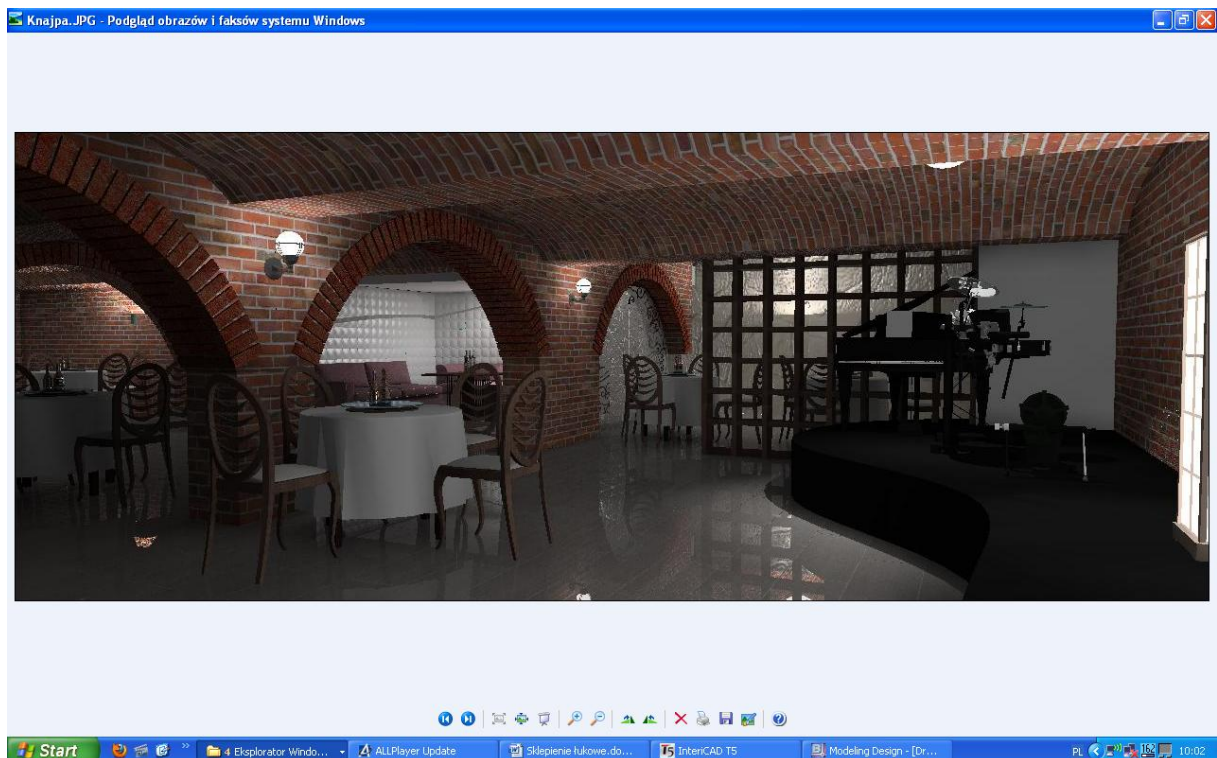 Knajpa.JPG - Podgląd obrazów i faksów systemu Windows
Start
4 Eksplorator Windo...
ALLPlayer Update
Sklepienie łukowe.do...
InteriCAD T5
Modeling Design - [Dr...
PL
10:02